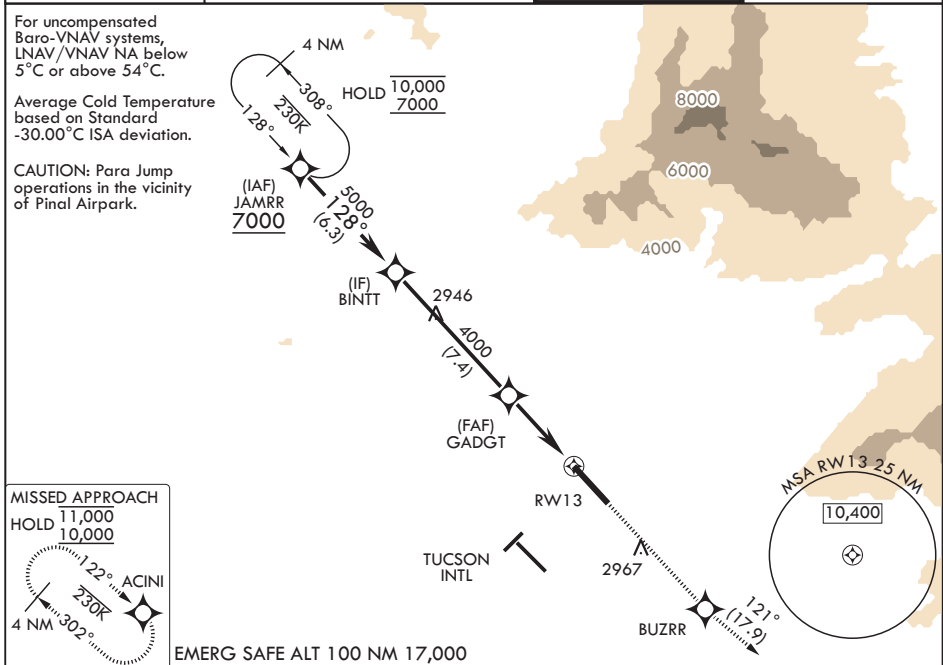 For uncompensated
Baro-VNAV systems,
LNAV/VNAV NA below
5°C or above 54°C.
Average Cold Temperature
based on Standard
-30.00°C ISA deviation.
CAUTION: Para Jump
operations in the vicinity
of Pinal Airpark.
4 NM
308°
230K
128°
HOLD 10,000
7000
(IAF)
JAMRR
7000
5000
128°
(6.3)
(IF)
BINTT
2946
4000
(7.4)
(FAF)
GADGT
RW13
TUCSON
INTL
2967
BUZRR
121°
(17.9)
8000
6000
4000
MSA RW13 25 NM
10,400
MISSED APPROACH
HOLD 11,000
10,000
122°
ACINI
230K
4 NM
302°
EMERG SAFE ALT 100 NM 17,000